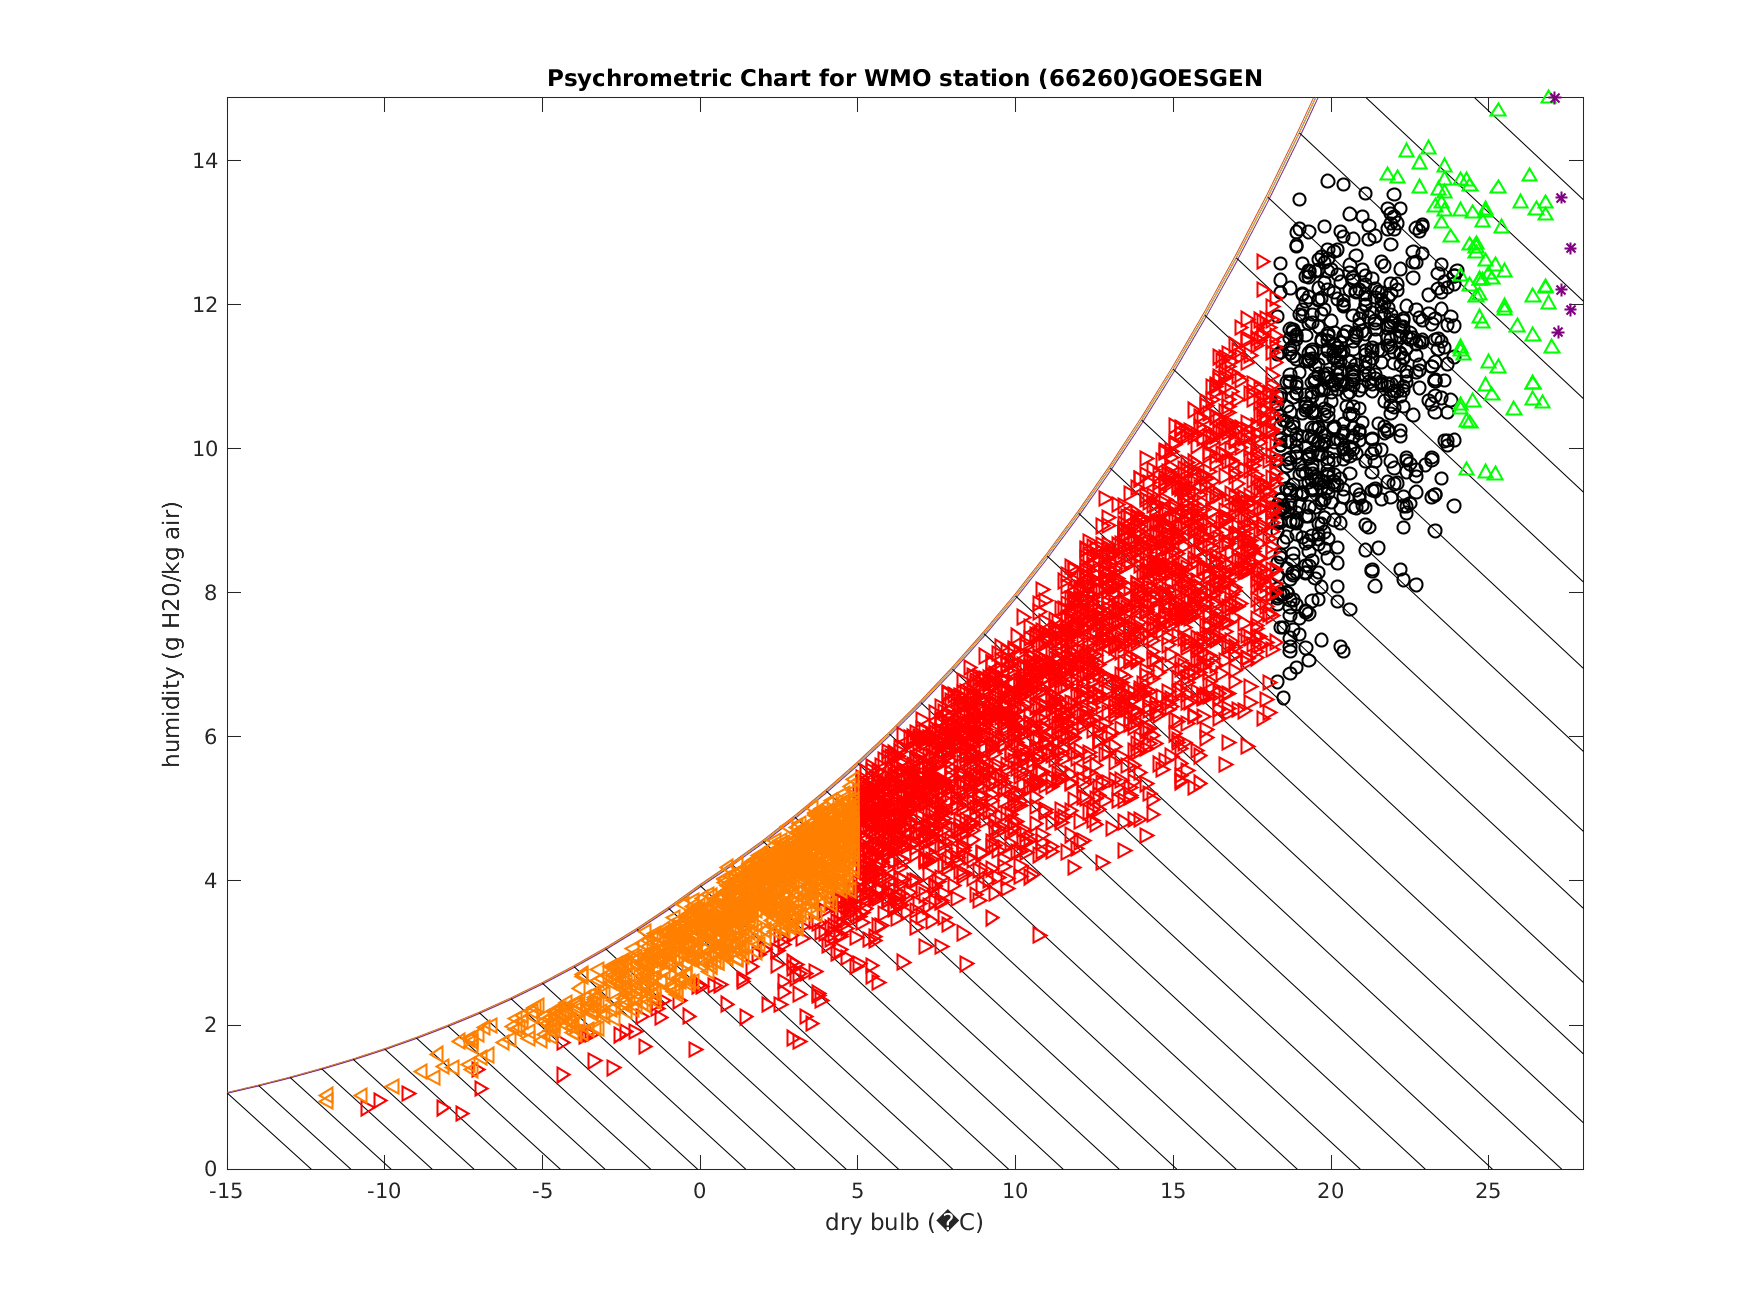 Psychrometric Chart for WMO station (66260)GOESGEN
humidity (g H20/kg air)
14
12
10
8
6
4
2
0
-15 -10 -5 0 5 10 15 20 25
dry bulb (�C)